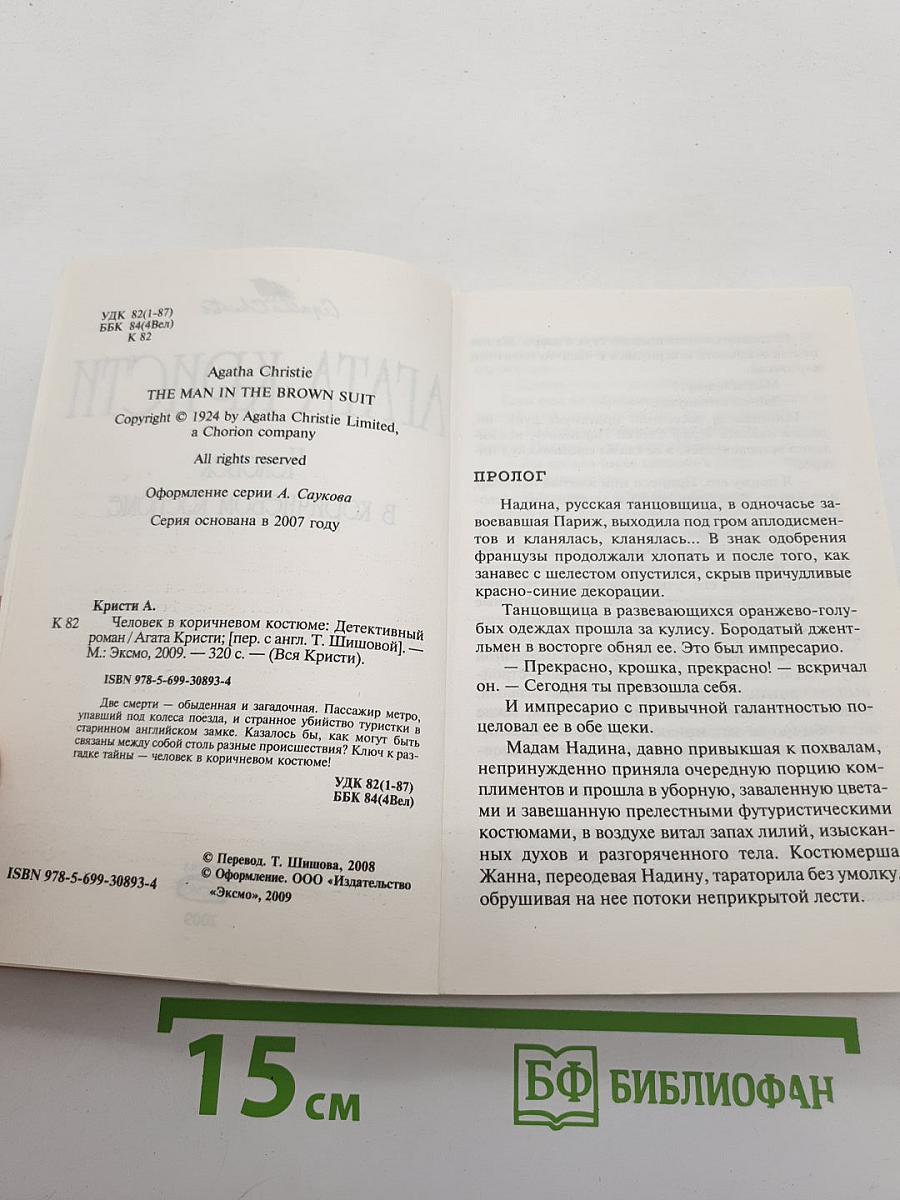 УДК 82(1-87)
ББК 84(4Вел)
К 82
Agatha Christie
THE MAN IN THE BROWN SUIT
Copyright © 1924 by Agatha Christie Limited,
a Chorion company
All rights reserved
Оформление серии А. Саукова
Серия основана в 2007 году
Кристи А.
К 82 Человек в коричневом костюме: Детективный
роман / Агата Кристи; [пер. с англ. Т. Шишовой]. —
М.: Эксмо, 2009. — 320 с. — (Вся Кристи).
ISBN 978-5-699-30893-4
Две смерти — обыденная и загадочная. Пассажир метро,
упавший под колеса поезда, и странное убийство туристки в
старинном английском замке. Казалось бы, как могут быть
связаны между собой столь разные происшествия? Ключ к раз-
гадке тайны — человек в коричневом костюме!
УДК 82(1-87)
ББК 84(4Вел)
© Перевод. Т. Шишова, 2008
© Оформление. ООО «Издательство
«Эксмо», 2009
ISBN 978-5-699-30893-4
ПРОЛОГ
Надина, русская танцовщица, в одночасье за-
воевавшая Париж, выходила под гром аплодисмен-
тов и кланялась, кланялась... В знак одобрения
французы продолжали хлопать и после того, как
занавес с шелестом опустился, скрыв причудливые
красно-синие декорации.
Танцовщица в развевающихся оранжево-голу-
бых одеждах прошла за кулису. Бородатый джент-
льмен в восторге обнял ее. Это был импресарио.
— Прекрасно, крошка, прекрасно! — вскричал
он. — Сегодня ты превзошла себя.
И импресарио с привычной галантностью по-
целовал ее в обе щеки.
Мадам Надина, давно привыкшая к похвалам,
непринужденно приняла очередную порцию ком-
плиментов и прошла в уборную, заваленную цвета-
ми и завешанную прелестными футуристическими
костюмами, в воздухе витал запах лилий, изыскан-
ных духов и разгоряченного тела. Костюмерша
Жанна, переодевая Надину, тараторила без умолку,
обрушивая на нее потоки неприкрытой лести.
15 см
БФ БИБЛИОФАН